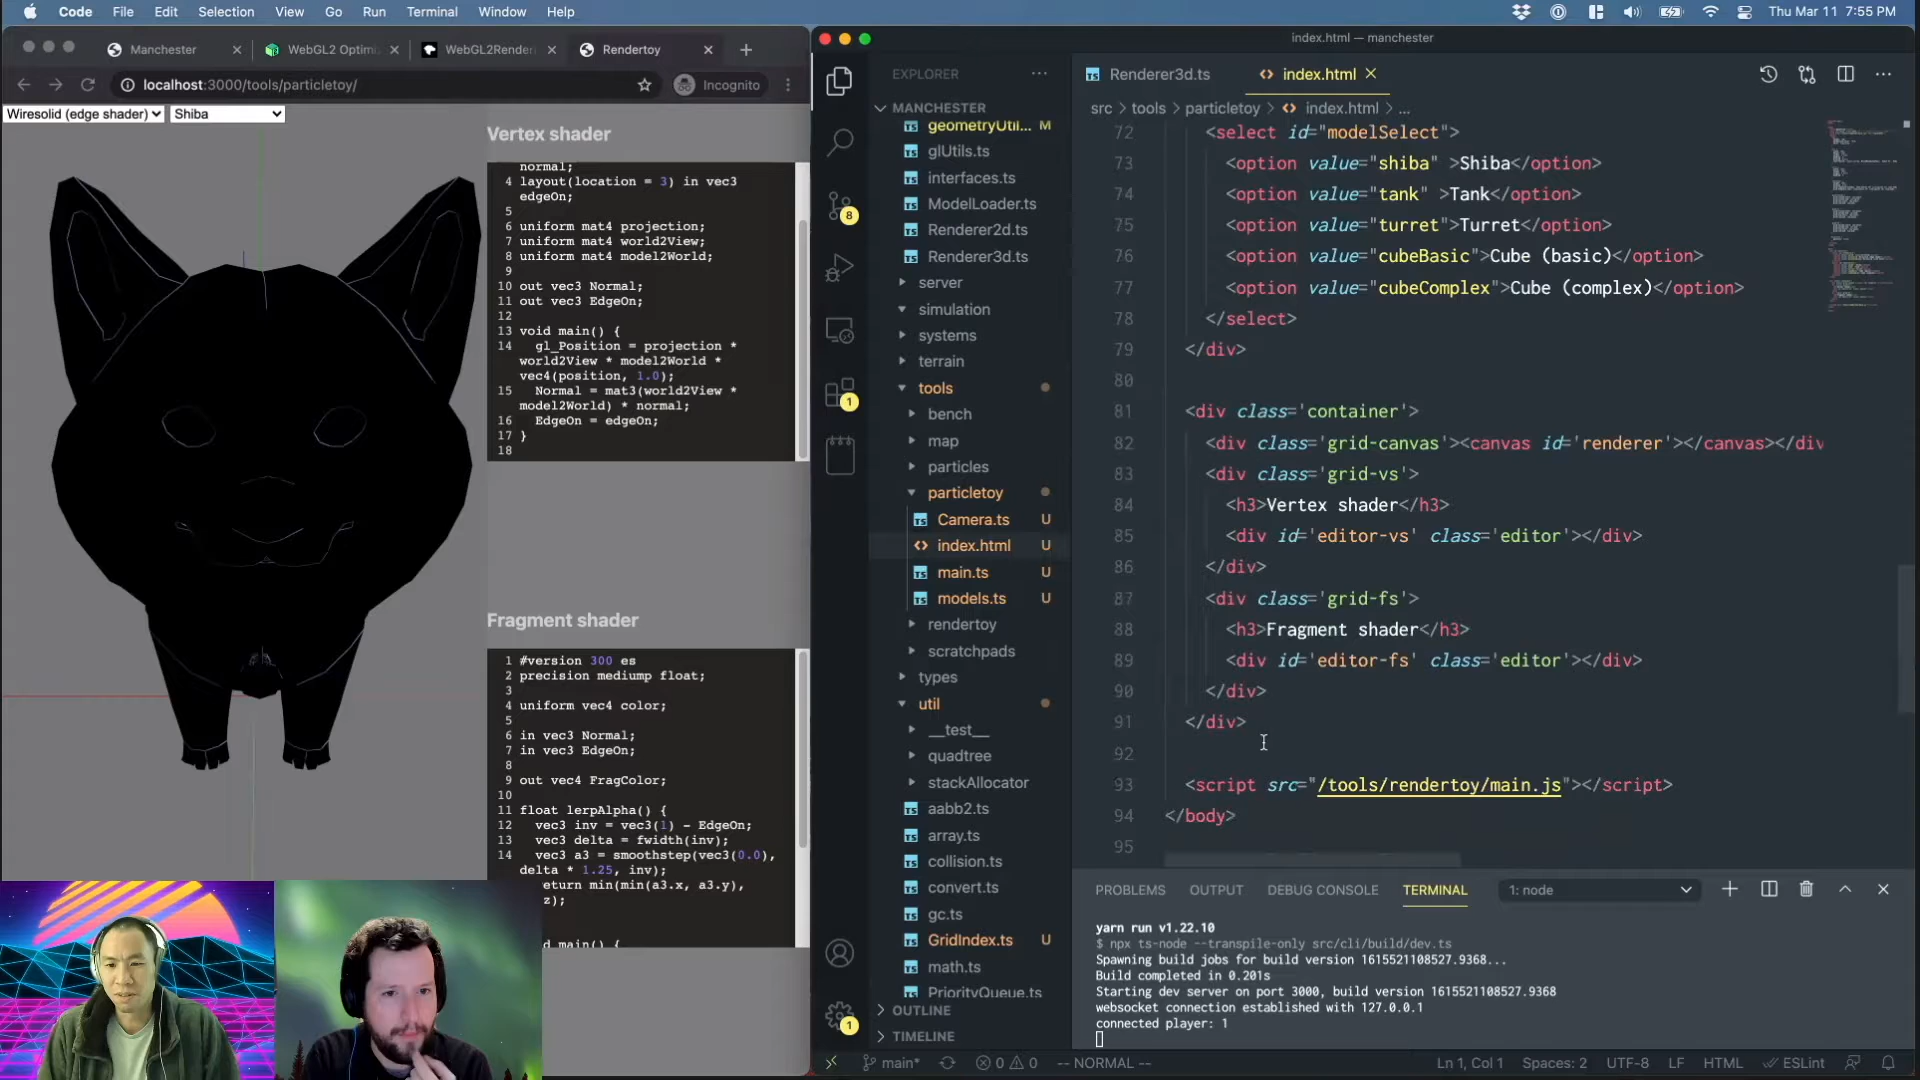 Code File Edit Selection View Go Run Terminal Window Help
Thu Mar 11 7:55 PM
Manchester
WebGL2 Optimi
WebGL2Render
Rendertoy
localhost:3000/tools/particletoy/
Incognito
Wiresolid (edge shader)
Shiba
Vertex shader
normal;
4 layout(location = 3) in vec3
edgeOn;
5
6 uniform mat4 projection;
7 uniform mat4 world2View;
8 uniform mat4 model2World;
9
10 out vec3 Normal;
11 out vec3 EdgeOn;
12
13 void main() {
14 gl_Position = projection *
world2View * model2World *
vec4(position, 1.0);
15 Normal = mat3(world2View *
model2World) * normal;
16 EdgeOn = edgeOn;
17 }
18
Fragment shader
1 #version 300 es
2 precision mediump float;
3
4 uniform vec4 color;
5
6 in vec3 Normal;
7 in vec3 EdgeOn;
8
9 out vec4 FragColor;
10
11 float lerpAlpha() {
12 vec3 inv = vec3(1) - EdgeOn;
13 vec3 delta = fwidth(inv);
14 vec3 a3 = smoothstep(vec3(0.0),
delta * 1.25, inv);
return min(min(a3.x, a3.y),
z);
d main() {
index.html — manchester
EXPLORER
MANCHESTER
geometryUtil... M
glUtils.ts
interfaces.ts
ModelLoader.ts
Renderer2d.ts
Renderer3d.ts
server
simulation
systems
terrain
tools
bench
map
particles
particletoy
Camera.ts U
index.html U
main.ts U
models.ts U
rendertoy
scratchpads
types
util
__test__
quadtree
stackAllocator
aabb2.ts
array.ts
collision.ts
convert.ts
gc.ts
GridIndex.ts U
math.ts
PriorityQueue.ts
OUTLINE
TIMELINE
8
1
1
Renderer3d.ts
index.html
src > tools > particletoy > index.html > ...
72 <select id="modelSelect">
73 <option value="shiba" >Shiba</option>
74 <option value="tank" >Tank</option>
75 <option value="turret">Turret</option>
76 <option value="cubeBasic">Cube (basic)</option>
77 <option value="cubeComplex">Cube (complex)</option>
78 </select>
79 </div>
80
81 <div class='container'>
82 <div class='grid-canvas'><canvas id='renderer'></canvas></div
83 <div class='grid-vs'>
84 <h3>Vertex shader</h3>
85 <div id='editor-vs' class='editor'></div>
86 </div>
87 <div class='grid-fs'>
88 <h3>Fragment shader</h3>
89 <div id='editor-fs' class='editor'></div>
90 </div>
91 </div>
92
93 <script src="/tools/rendertoy/main.js"></script>
94 </body>
95
PROBLEMS OUTPUT DEBUG CONSOLE TERMINAL 1: node
yarn run v1.22.10
$ npx ts-node --transpile-only src/cli/build/dev.ts
Spawning build jobs for build version 1615521108527.9368...
Build completed in 0.201s
Starting dev server on port 3000, build version 1615521108527.9368
websocket connection established with 127.0.0.1
connected player: 1
main* 0 0 -- NORMAL -- Ln 1, Col 1 Spaces: 2 UTF-8 LF HTML ESLint